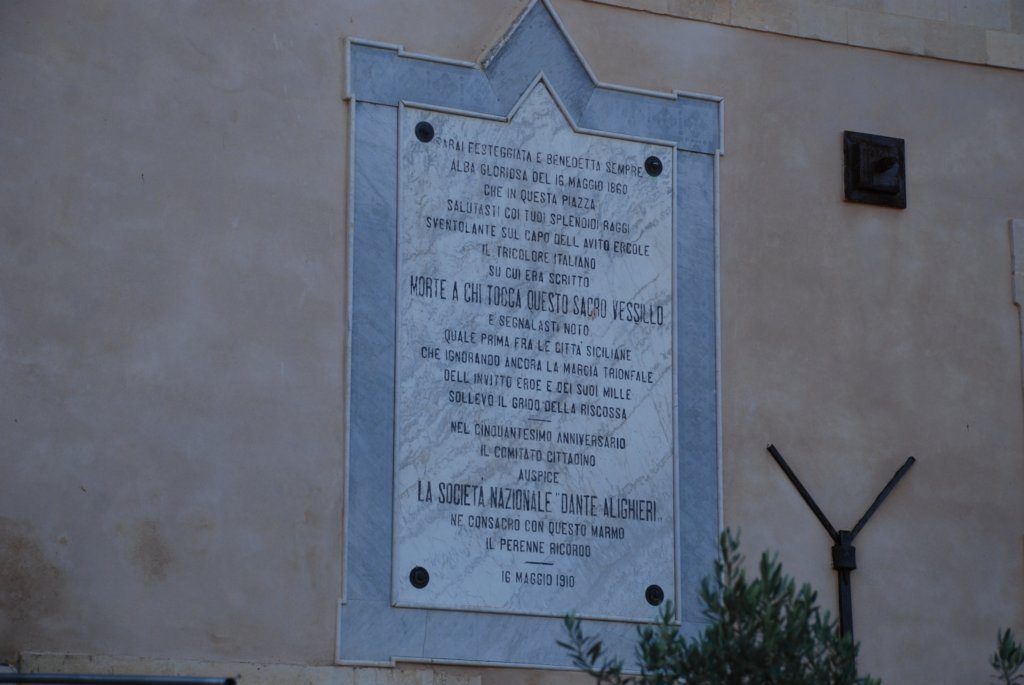 SARAI FESTEGGIATA E BENEDETTA SEMPRE
ALBA GLORIOSA DEL 16 MAGGIO 1860
CHE IN QUESTA PIAZZA
SALUTASTI COI TUOI SPLENDIDI RAGGI
SVENTOLANTE SUL CAPO DELL'AVITO ERCOLE
IL TRICOLORE ITALIANO
SU CUI ERA SCRITTO
MORTE A CHI TOCCA QUESTO SACRO VESSILLO
E SEGNALASTI NOTO
QUALE PRIMA FRA LE CITTA' SICILIANE
CHE IGNORANDO ANCORA LA MARCIA TRIONFALE
DELL'INVITTO EROE E DEI SUOI MILLE
SOLLEVÒ IL GRIDO DELLA RISCOSSA
NEL CINQUANTESIMO ANNIVERSARIO
IL COMITATO CITTADINO
AUSPICE
LA SOCIETÀ NAZIONALE "DANTE ALIGHIERI"
NE CONSACRÒ CON QUESTO MARMO
IL PERENNE RICORDO
16 MAGGIO 1910